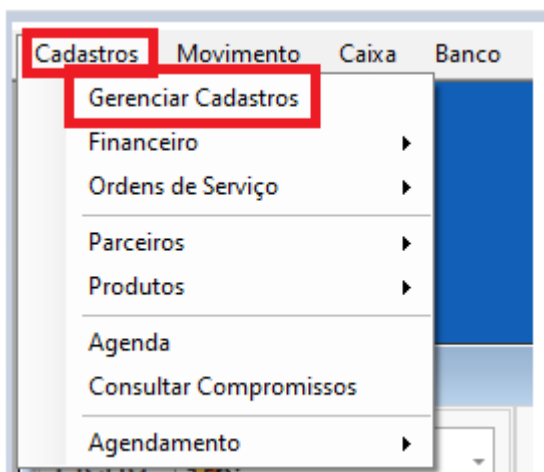 Cadastros Movimento Caixa Banco
Gerenciar Cadastros
Financeiro
Ordens de Serviço
Parceiros
Produtos
Agenda
Consultar Compromissos
Agendamento